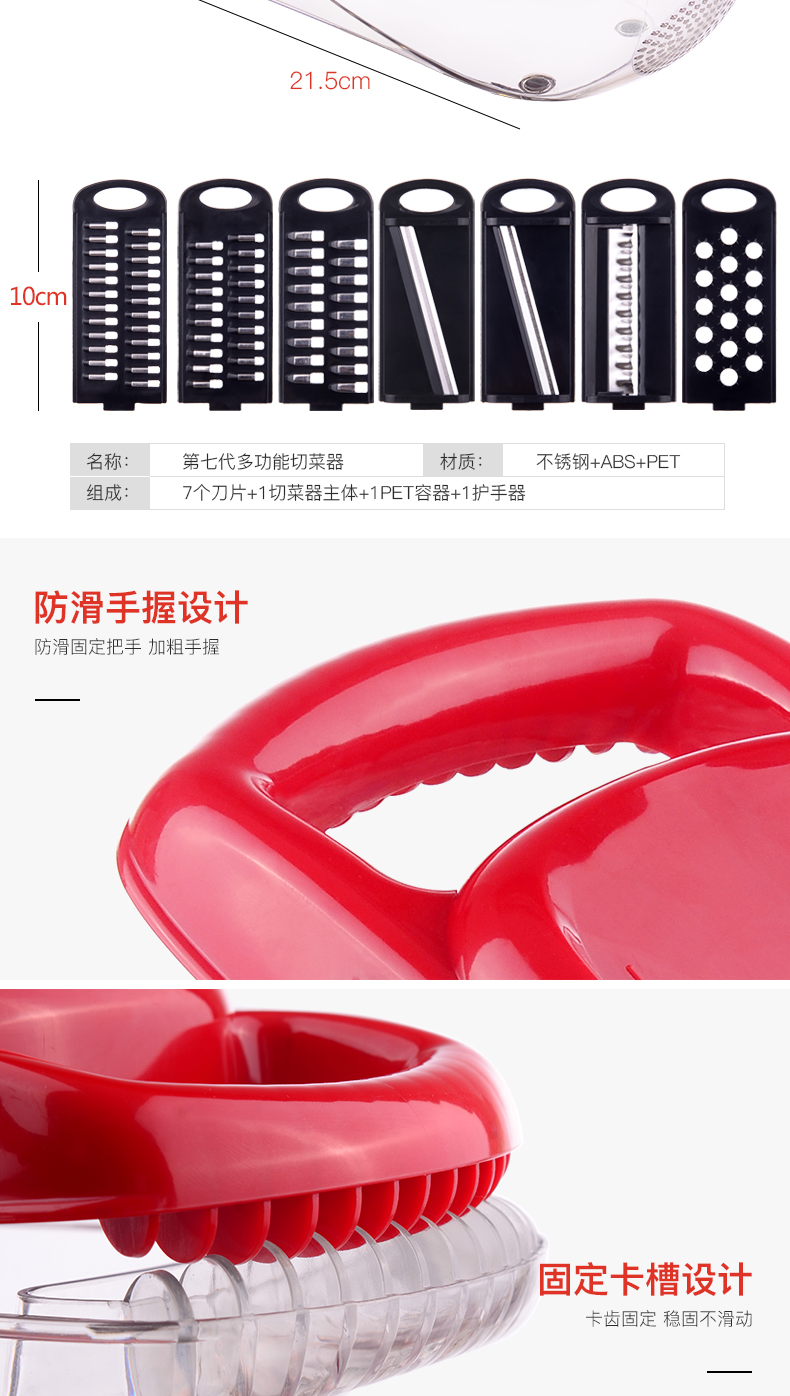 21.5cm
10cm
名称： 第七代多功能切菜器 材质： 不锈钢+ABS+PET
组成： 7个刀片+1切菜器主体+1PET容器+1护手器
防滑手握设计
防滑固定把手 加粗手握
固定卡槽设计
卡齿固定 稳固不滑动